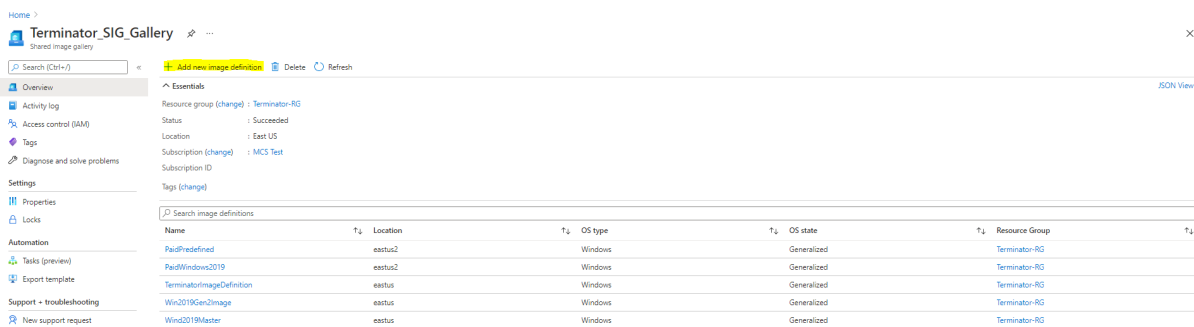 Home >
Terminator_SIG_Gallery ...
Shared image gallery
Search (Ctrl+/) «
Overview
Activity log
Access control (IAM)
Tags
Diagnose and solve problems
Settings
Properties
Locks
Automation
Tasks (preview)
Export template
Support + troubleshooting
New support request
+ Add new image definition Delete Refresh
Essentials JSON View
Resource group (change) : Terminator-RG
Status : Succeeded
Location : East US
Subscription (change) : MCS Test
Subscription ID
Tags (change)
Search image definitions
Name Location OS type OS state Resource Group
PaidPredefined eastus2 Windows Generalized Terminator-RG
PaidWindows2019 eastus2 Windows Generalized Terminator-RG
TerminatorImageDefinition eastus Windows Generalized Terminator-RG
Win2019Gen2Image eastus Windows Generalized Terminator-RG
Wind2019Master eastus Windows Generalized Terminator-RG